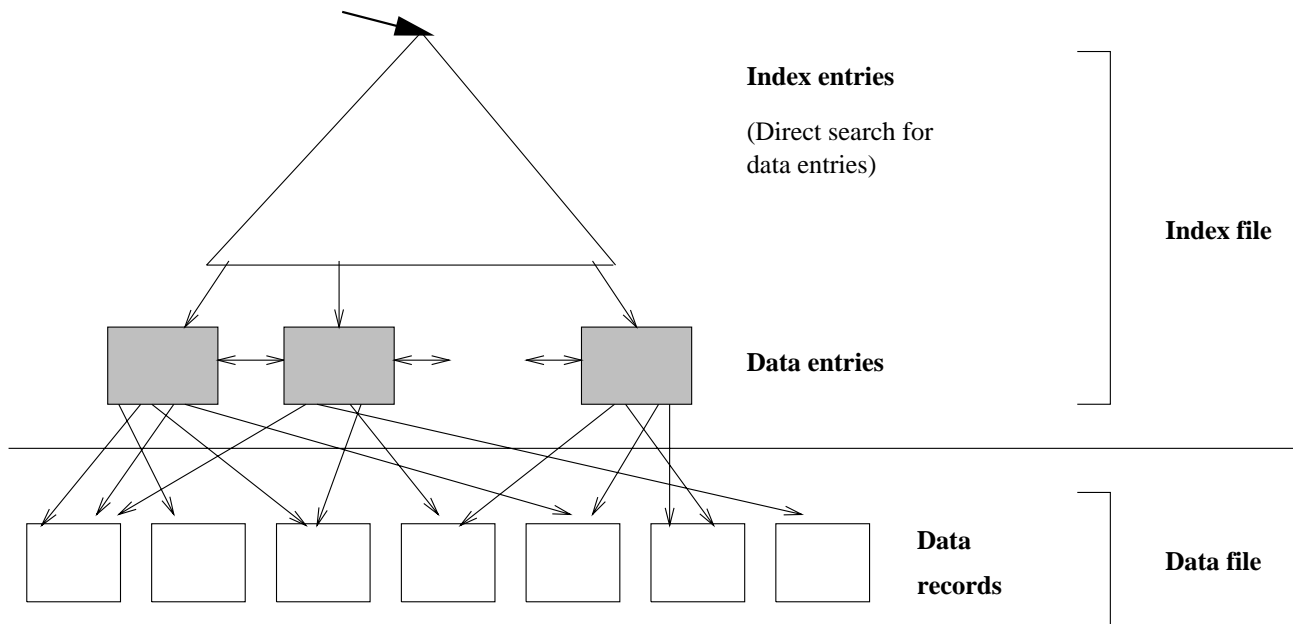 Index entries
(Direct search for
data entries)
Index file
Data entries
Data
records
Data file